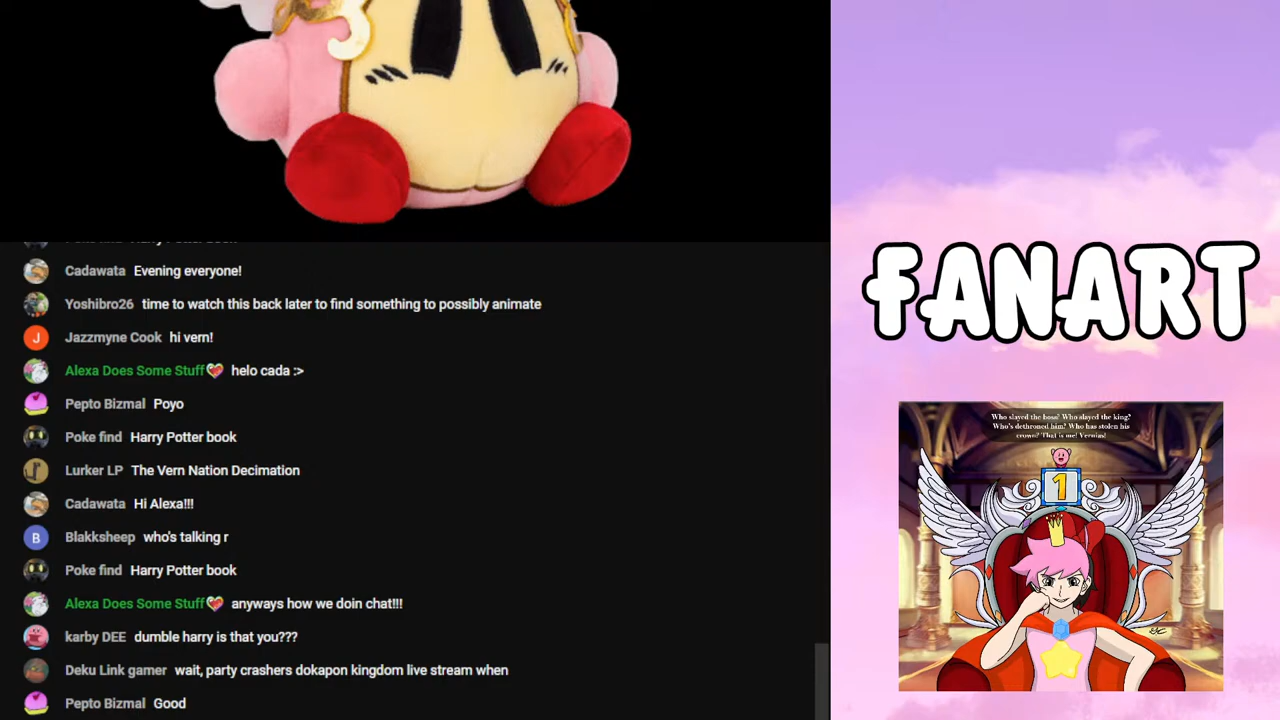 Cadawata Evening everyone!
Yoshibro26 time to watch this back later to find something to possibly animate
J Jazzmyne Cook hi vern!
Alexa Does Some Stuff helo cada :>
Pepto Bizmal Poyo
Poke find Harry Potter book
Lurker LP The Vern Nation Decimation
Cadawata Hi Alexa!!!
B Blakksheep who's talking r
Poke find Harry Potter book
Alexa Does Some Stuff anyways how we doin chat!!!
karby DEE dumble harry is that you???
Deku Link gamer wait, party crashers dokapon kingdom live stream when
Pepto Bizmal Good
FANART
Who slayed the boss? Who slayed the king?
Who's dethroned him? Who has stolen his
crown? That is me! Vernias!
1